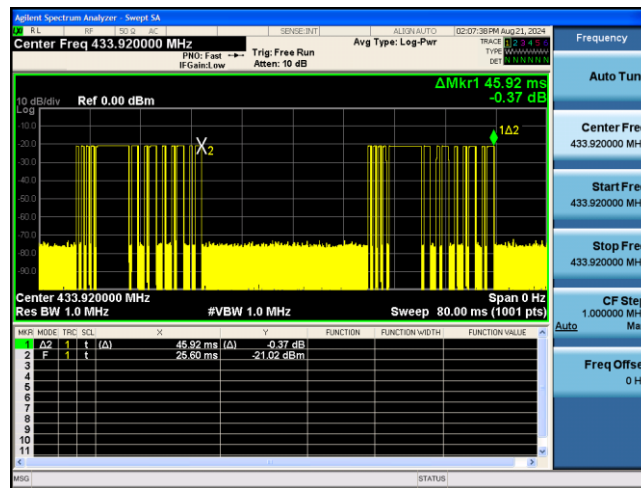 Agilent Spectrum Analyzer - Swept SA
RL RF 50 Ω AC SENSE:INT ALIGN AUTO 02:07:38 PM Aug 21, 2024
Center Freq 433.920000 MHz
PNO: Fast
IFGain:Low
Trig: Free Run
Atten: 10 dB
Avg Type: Log-Pwr
TRACE 1 2 3 4 5 6
TYPE W
DET N N N N N N
ΔMkr1 45.92 ms
-0.37 dB
10 dB/div Ref 0.00 dBm
Log
-10.0
-20.0
-30.0
-40.0
-50.0
-60.0
-70.0
-80.0
-90.0
X2
1Δ2
Center 433.920000 MHz Span 0 Hz
Res BW 1.0 MHz #VBW 1.0 MHz Sweep 80.00 ms (1001 pts)
MKR MODE TRC SCL X Y FUNCTION FUNCTION WIDTH FUNCTION VALUE
1 Δ2 1 t (Δ) 45.92 ms (Δ) -0.37 dB
2 F 1 t 25.60 ms -21.02 dBm
3
4
5
6
7
8
9
10
11
MSG STATUS
Frequency
Auto Tun
Center Fre
433.920000 MH
Start Fre
433.920000 MH
Stop Fre
433.920000 MH
CF Step
1.000000 MH
Auto Ma
Freq Offse
0 H